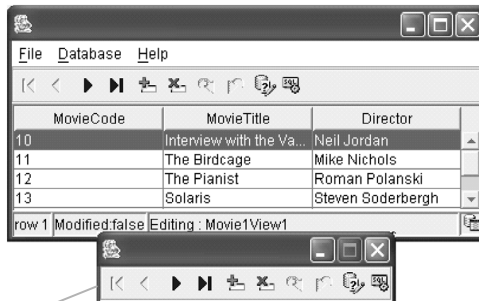 File Database Help
MovieCode MovieTitle Director
10 Interview with the Va... Neil Jordan
11 The Birdcage Mike Nichols
12 The Pianist Roman Polanski
13 Solaris Steven Soderbergh
row 1 Modified:false Editing : Movie1View1